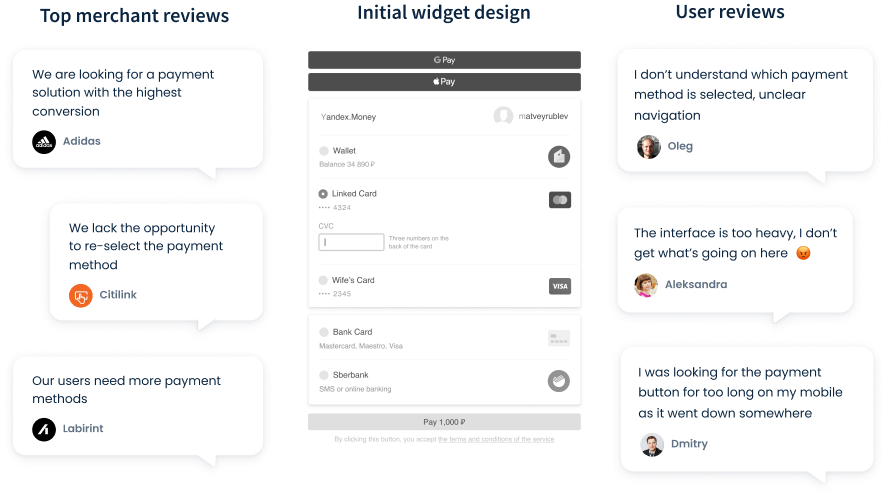 Top merchant reviews
We are looking for a payment
solution with the highest
conversion
adidas
Adidas
We lack the opportunity
to re-select the payment
method
Citilink
Our users need more payment
methods
Labirint
Initial widget design
G Pay
Pay
Yandex.Money
matveyrublev
Wallet
Balance 34 890 ₽
Linked Card
•••• 4324
CVC
Three numbers on the
back of the card
Wife's Card
•••• 2345
VISA
Bank Card
Mastercard, Maestro, Visa
Sberbank
SMS or online banking
Pay 1,000 ₽
By clicking this button, you accept the terms and conditions of the service
User reviews
I don't understand which payment
method is selected, unclear
navigation
Oleg
The interface is too heavy, I don't
get what's going on here 😡
Aleksandra
I was looking for the payment
button for too long on my mobile
as it went down somewhere
Dmitry